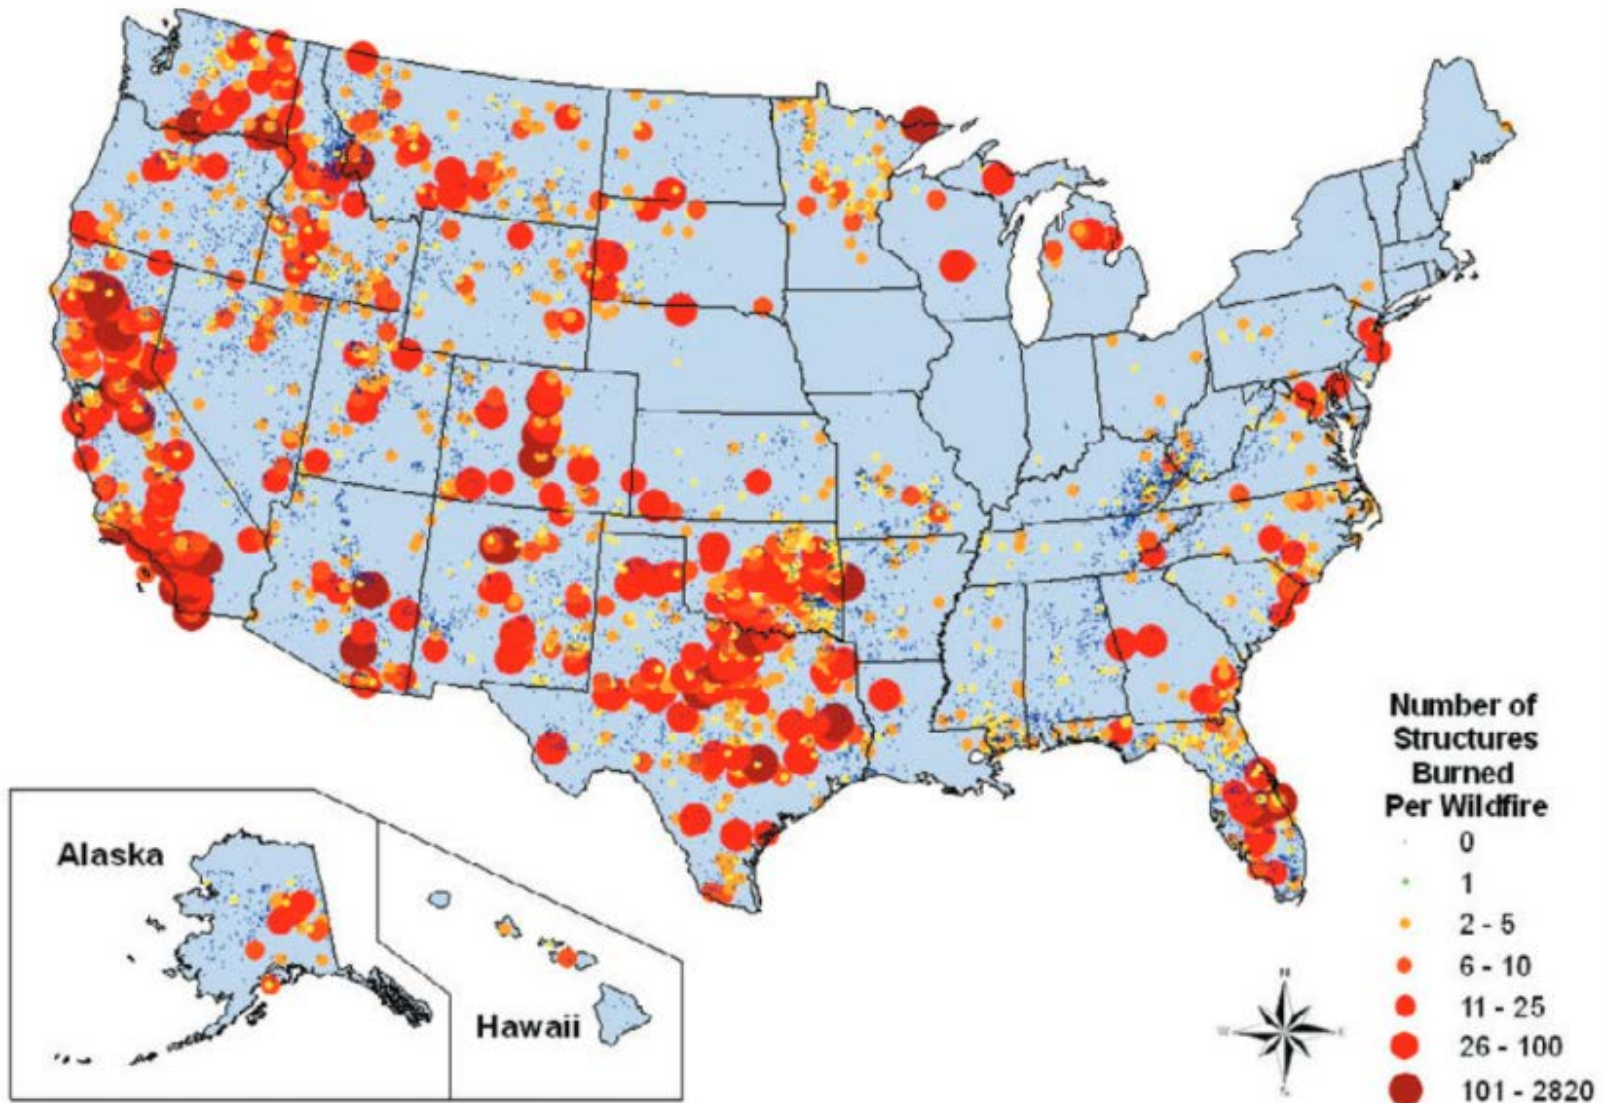 Alaska
Hawaii
Number of
Structures
Burned
Per Wildfire
0
1
2 - 5
6 - 10
11 - 25
26 - 100
101 - 2820
N
W
E
S